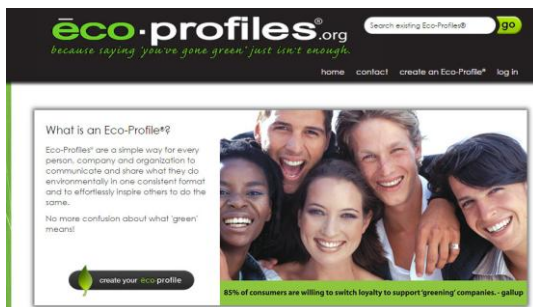 ēco·profiles®.org
Search existing Eco-Profiles®
go
because saying 'you've gone green' just isn't enough.
home contact create an Eco-Profile® log in
What is an Eco-Profile®?
Eco-Profiles® are a simple way for every
person, company and organization to
communicate and share what they do
environmentally in one consistent format
and to effortlessly inspire others to do the
same.
No more confusion about what 'green'
means!
create your eco profile
85% of consumers are willing to switch loyalty to support 'greening' companies. - gallup